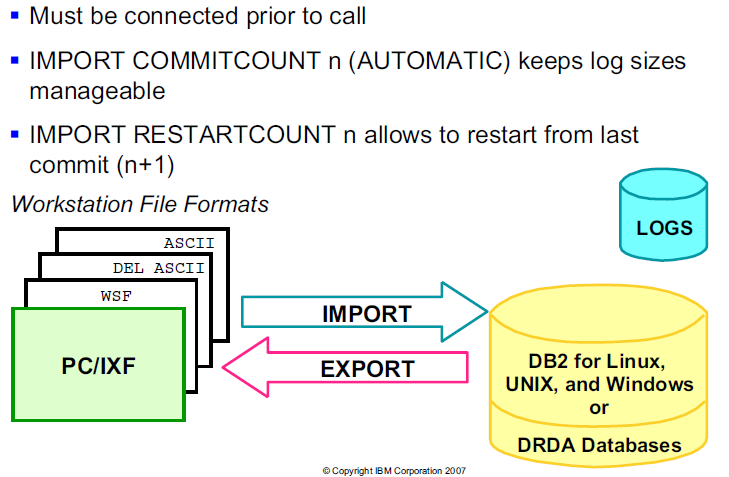 Must be connected prior to call
IMPORT COMMITCOUNT n (AUTOMATIC) keeps log sizes
manageable
IMPORT RESTARTCOUNT n allows to restart from last
commit (n+1)
Workstation File Formats
LOGS
ASCII
DEL ASCII
WSF
PC/IXF
IMPORT
EXPORT
DB2 for Linux,
UNIX, and Windows
or
DRDA Databases
© Copyright IBM Corporation 2007